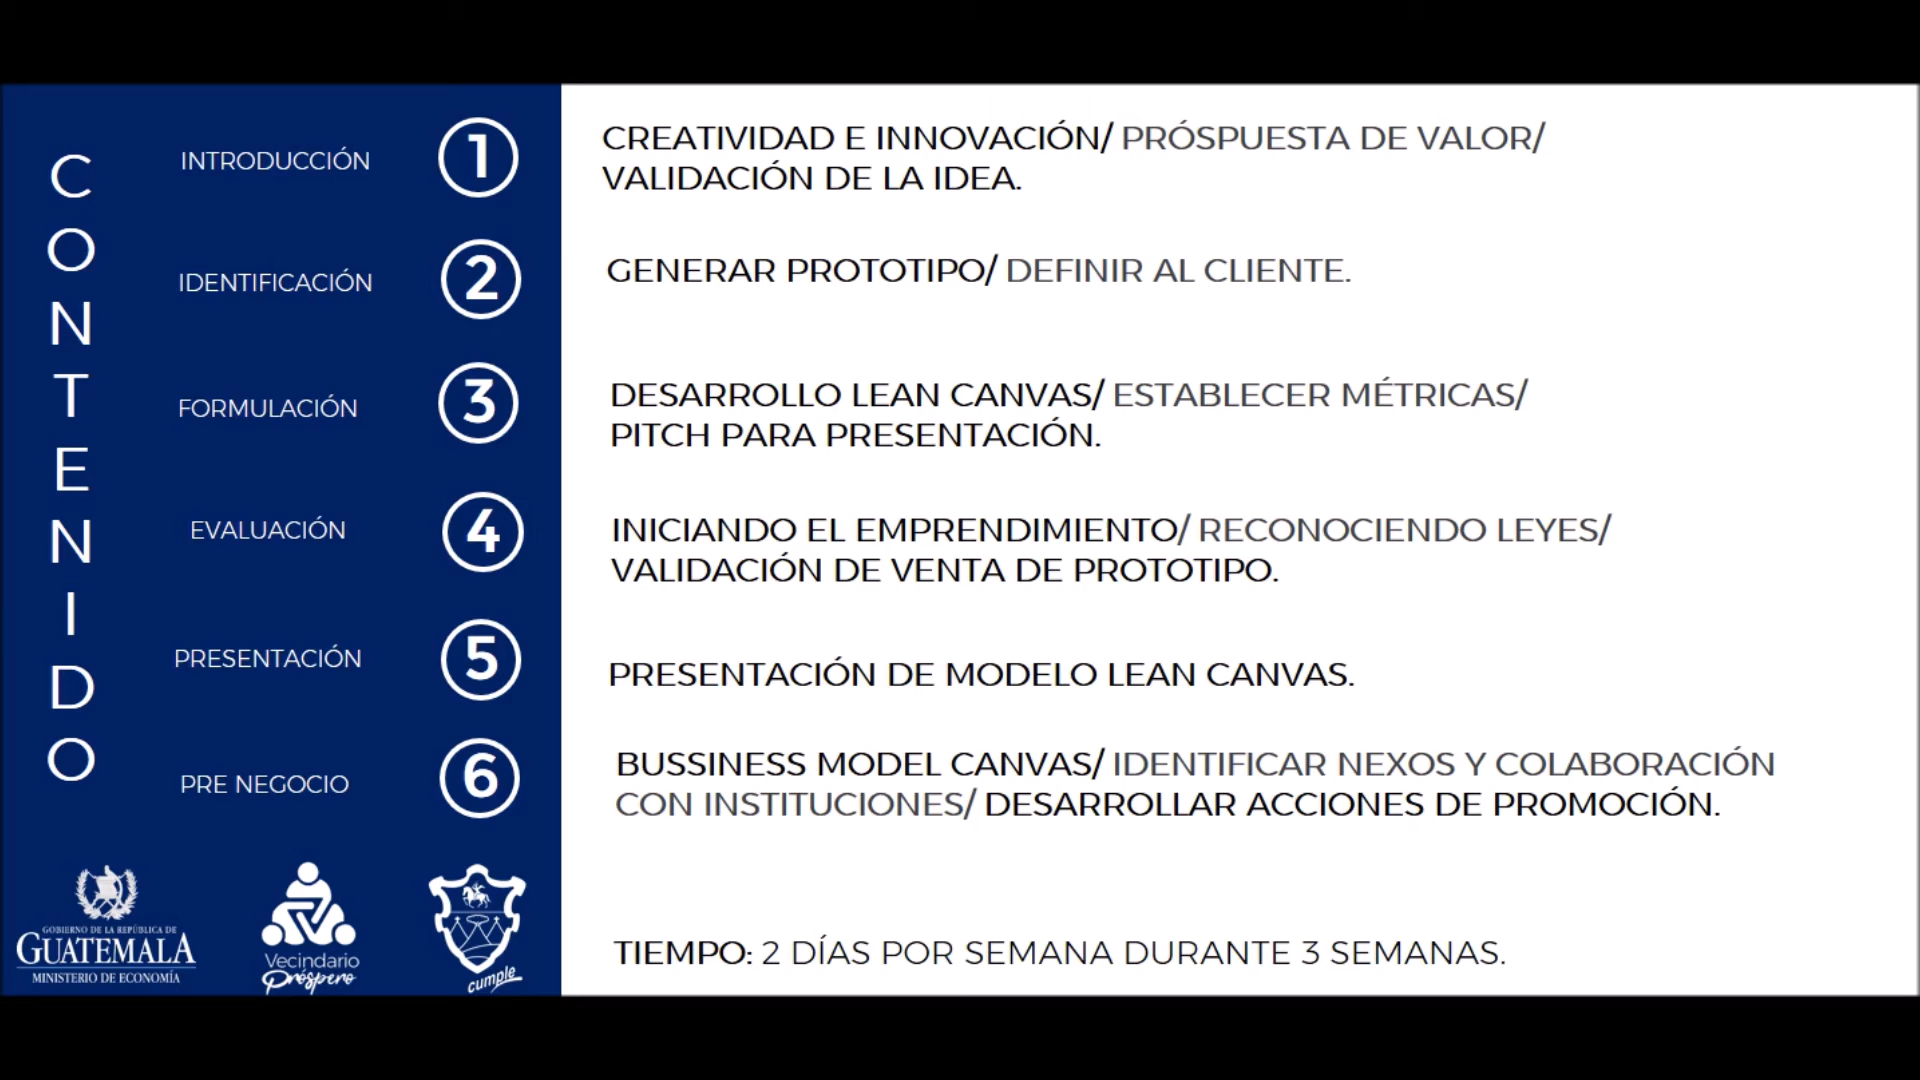 CONTENIDO
INTRODUCCIÓN
1
CREATIVIDAD E INNOVACIÓN/ PRÓSPUESTA DE VALOR/
VALIDACIÓN DE LA IDEA.
IDENTIFICACIÓN
2
GENERAR PROTOTIPO/ DEFINIR AL CLIENTE.
FORMULACIÓN
3
DESARROLLO LEAN CANVAS/ ESTABLECER MÉTRICAS/
PITCH PARA PRESENTACIÓN.
EVALUACIÓN
4
INICIANDO EL EMPRENDIMIENTO/ RECONOCIENDO LEYES/
VALIDACIÓN DE VENTA DE PROTOTIPO.
PRESENTACIÓN
5
PRESENTACIÓN DE MODELO LEAN CANVAS.
PRE NEGOCIO
6
BUSSINESS MODEL CANVAS/ IDENTIFICAR NEXOS Y COLABORACIÓN
CON INSTITUCIONES/ DESARROLLAR ACCIONES DE PROMOCIÓN.
GOBIERNO DE LA REPÚBLICA DE
GUATEMALA
MINISTERIO DE ECONOMÍA
Vecindario
Próspero
cumple
TIEMPO: 2 DÍAS POR SEMANA DURANTE 3 SEMANAS.